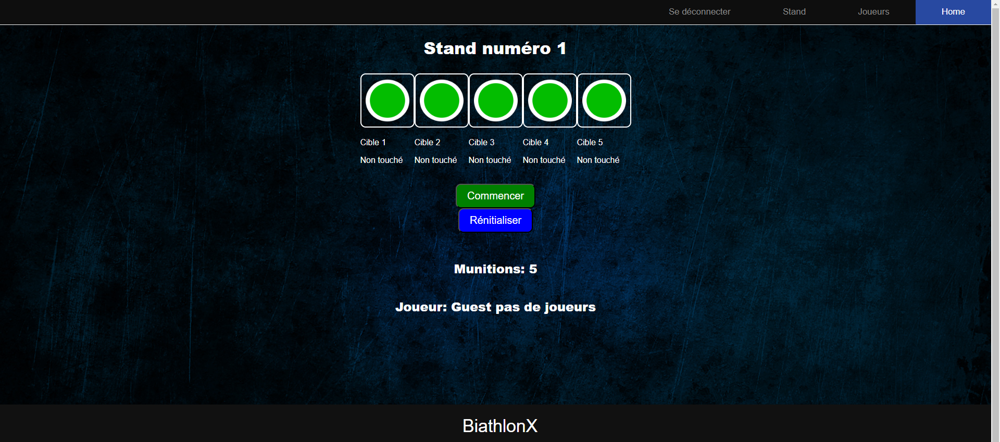 Se déconnecter Stand Joueurs Home
Stand numéro 1
Cible 1 Cible 2 Cible 3 Cible 4 Cible 5
Non touché Non touché Non touché Non touché Non touché
Commencer
Rénitialiser
Munitions: 5
Joueur: Guest pas de joueurs
BiathlonX